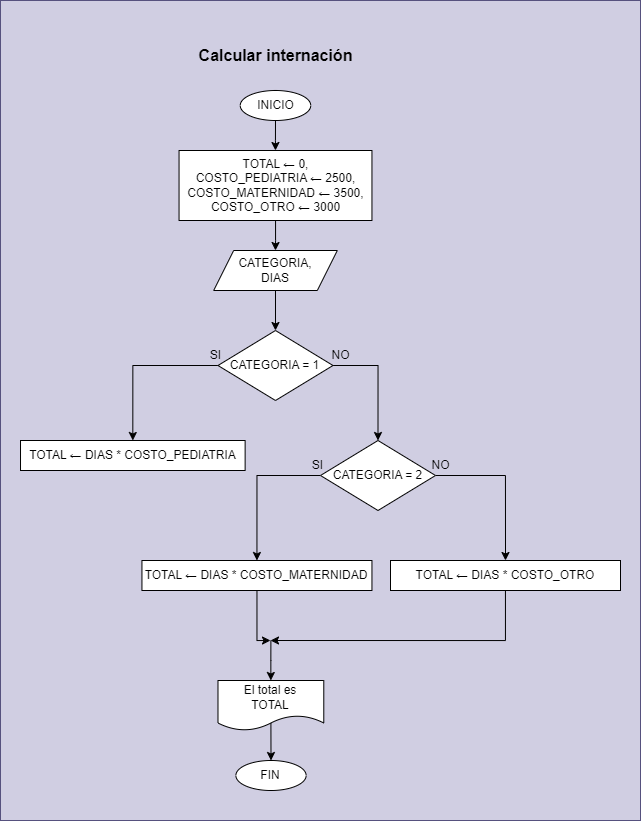 Calcular internación
INICIO
TOTAL ← 0,
COSTO_PEDIATRIA ← 2500,
COSTO_MATERNIDAD ← 3500,
COSTO_OTRO ← 3000
CATEGORIA,
DIAS
SI
CATEGORIA = 1
NO
TOTAL ← DIAS * COSTO_PEDIATRIA
SI
CATEGORIA = 2
NO
TOTAL ← DIAS * COSTO_MATERNIDAD
TOTAL ← DIAS * COSTO_OTRO
El total es
TOTAL
FIN